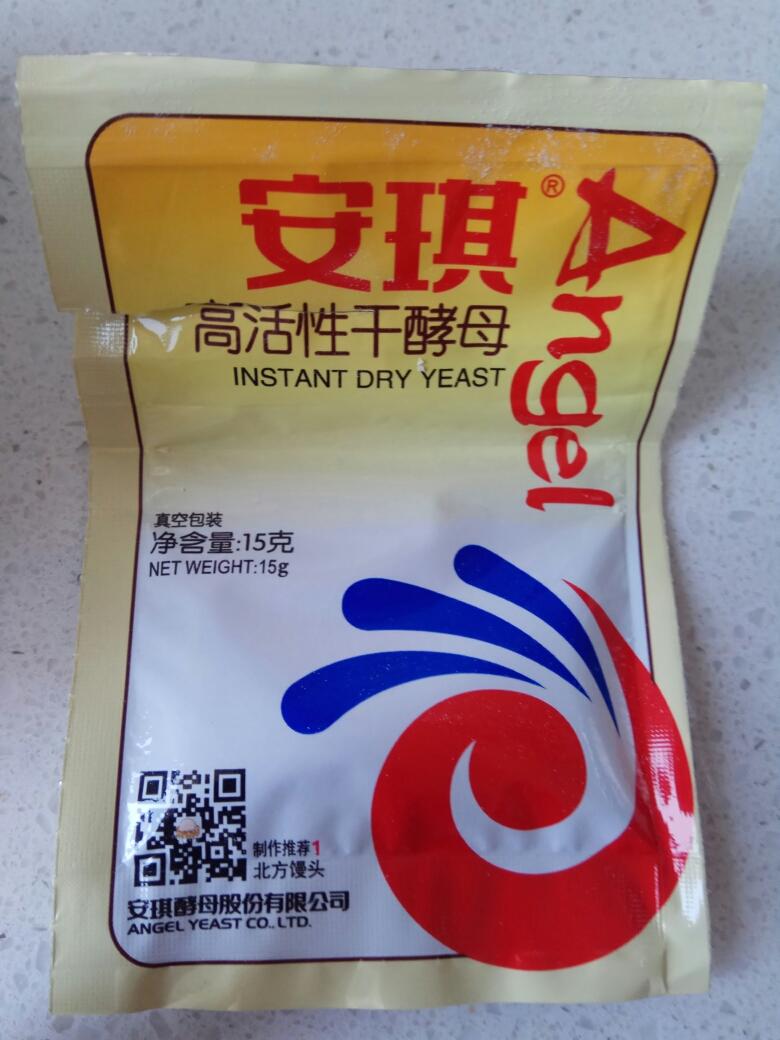 安琪®
Angel
高活性干酵母
INSTANT DRY YEAST
真空包装
净含量:15克
NET WEIGHT:15g
制作推荐1
北方馒头
安琪酵母股份有限公司
ANGEL YEAST CO., LTD.